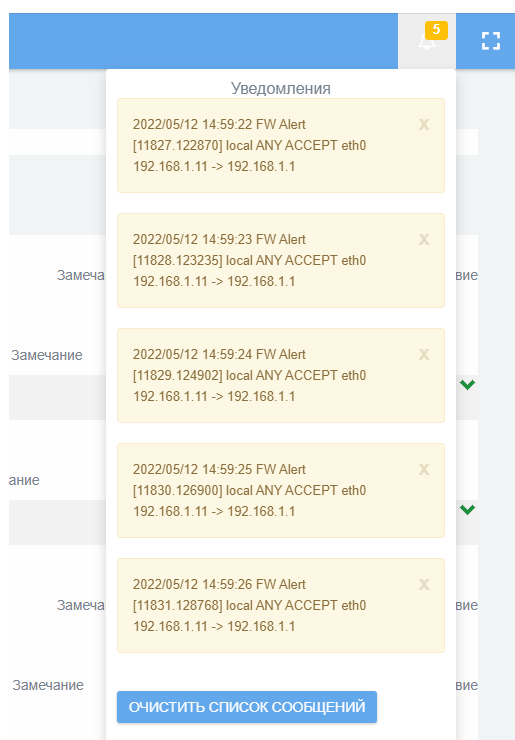 5
Уведомления
2022/05/12 14:59:22 FW Alert x
[11827.122870] local ANY ACCEPT eth0
192.168.1.11 -> 192.168.1.1
2022/05/12 14:59:23 FW Alert x
[11828.123235] local ANY ACCEPT eth0
Замеча вие
192.168.1.11 -> 192.168.1.1
2022/05/12 14:59:24 FW Alert x
Замечание
[11829.124902] local ANY ACCEPT eth0
192.168.1.11 -> 192.168.1.1
2022/05/12 14:59:25 FW Alert x
ание
[11830.126900] local ANY ACCEPT eth0
192.168.1.11 -> 192.168.1.1
2022/05/12 14:59:26 FW Alert x
Замеча вие
[11831.128768] local ANY ACCEPT eth0
192.168.1.11 -> 192.168.1.1
Замечание вие
ОЧИСТИТЬ СПИСОК СООБЩЕНИЙ